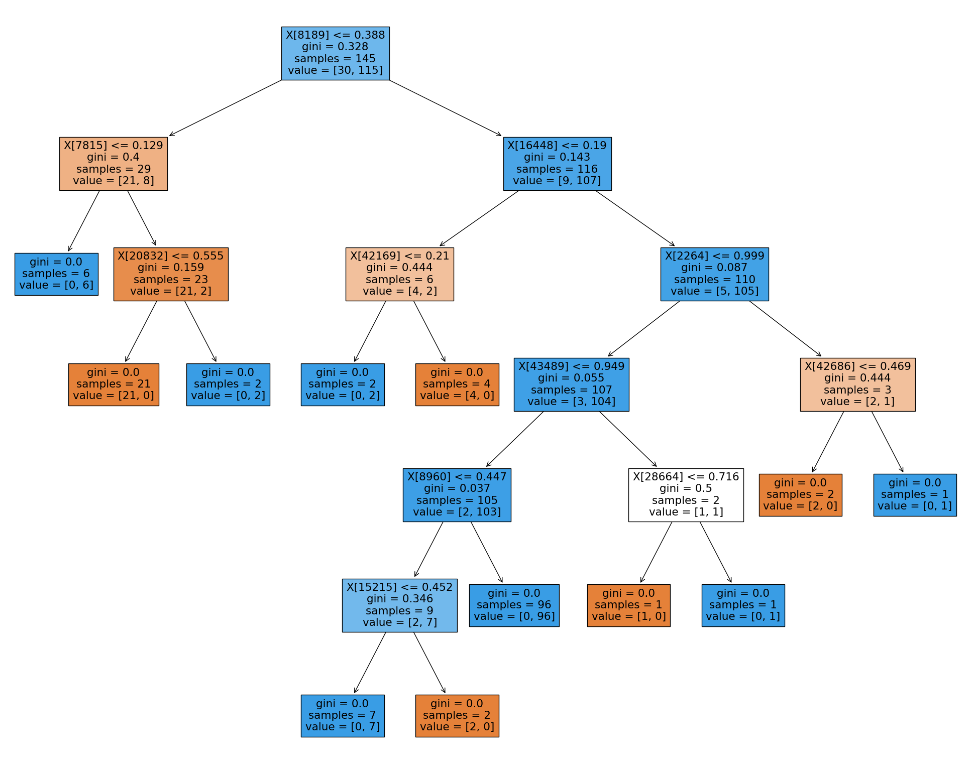 X[8189] <= 0.388
gini = 0.328
samples = 145
value = [30, 115]
X[7815] <= 0.129
gini = 0.4
samples = 29
value = [21, 8]
X[16448] <= 0.19
gini = 0.143
samples = 116
value = [9, 107]
gini = 0.0
samples = 6
value = [0, 6]
X[20832] <= 0.555
gini = 0.159
samples = 23
value = [21, 2]
X[42169] <= 0.21
gini = 0.444
samples = 6
value = [4, 2]
X[2264] <= 0.999
gini = 0.087
samples = 110
value = [5, 105]
gini = 0.0
samples = 21
value = [21, 0]
gini = 0.0
samples = 2
value = [0, 2]
gini = 0.0
samples = 2
value = [0, 2]
gini = 0.0
samples = 4
value = [4, 0]
X[43489] <= 0.949
gini = 0.055
samples = 107
value = [3, 104]
X[42686] <= 0.469
gini = 0.444
samples = 3
value = [2, 1]
X[8960] <= 0.447
gini = 0.037
samples = 105
value = [2, 103]
X[28664] <= 0.716
gini = 0.5
samples = 2
value = [1, 1]
gini = 0.0
samples = 2
value = [2, 0]
gini = 0.0
samples = 1
value = [0, 1]
X[15215] <= 0.452
gini = 0.346
samples = 9
value = [2, 7]
gini = 0.0
samples = 96
value = [0, 96]
gini = 0.0
samples = 1
value = [1, 0]
gini = 0.0
samples = 1
value = [0, 1]
gini = 0.0
samples = 7
value = [0, 7]
gini = 0.0
samples = 2
value = [2, 0]